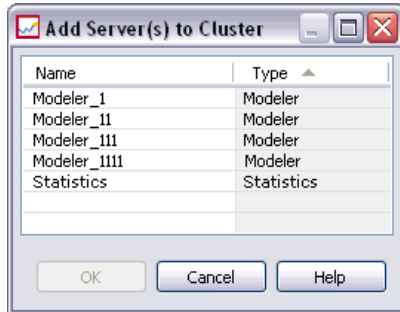 Add Server(s) to Cluster
Name Type
Modeler_1 Modeler
Modeler_11 Modeler
Modeler_111 Modeler
Modeler_1111 Modeler
Statistics Statistics
OK Cancel Help